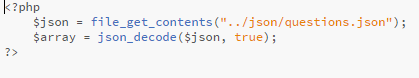 <?php
    $json = file_get_contents("../json/questions.json");
    $array = json_decode($json, true);
?>